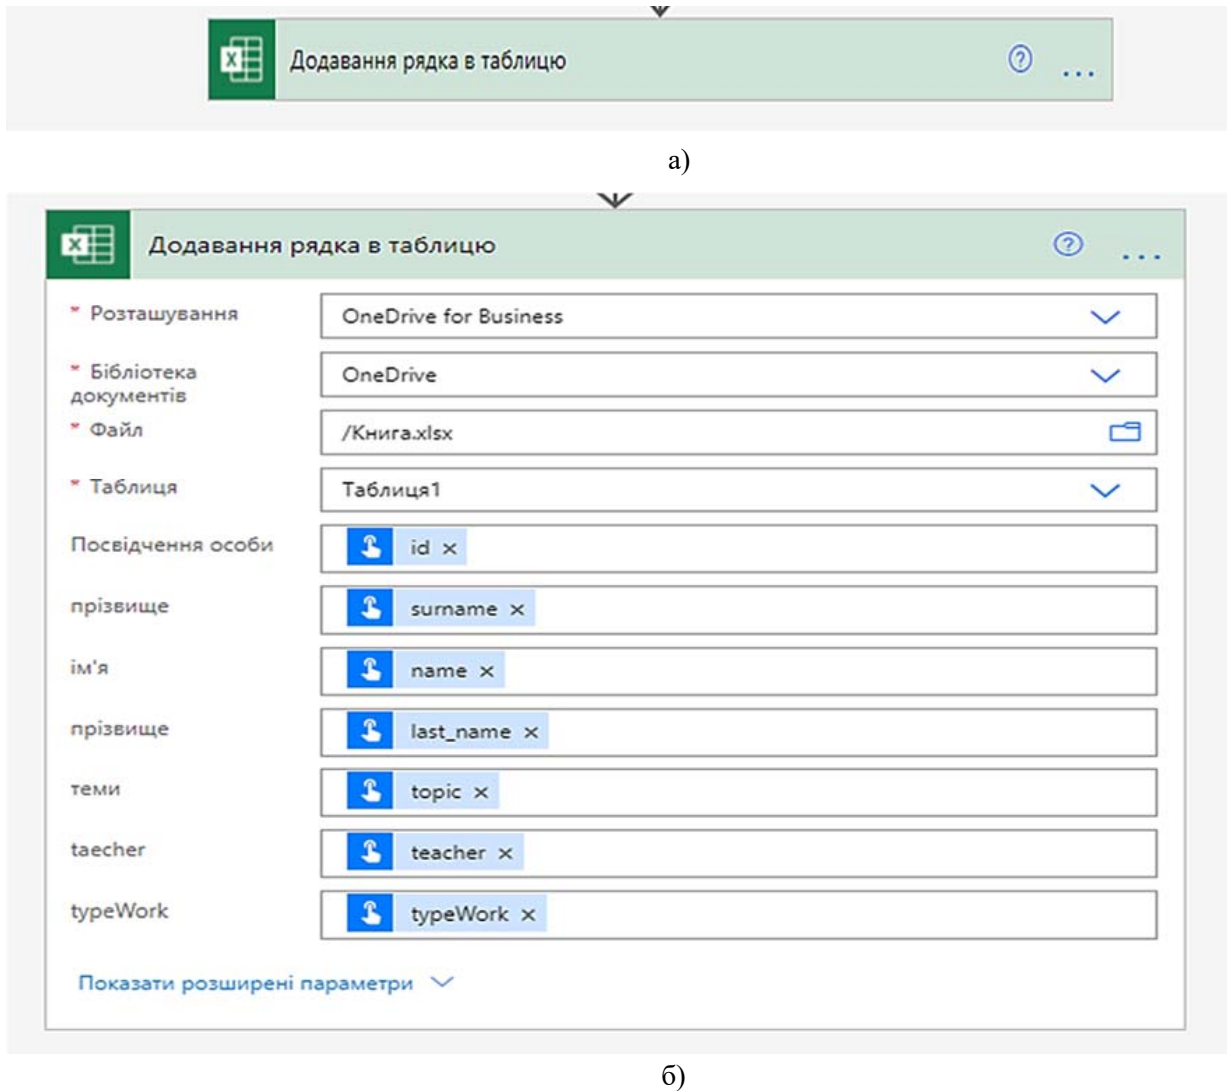 Додавання рядка в таблицю
а)
Додавання рядка в таблицю
* Розташування
OneDrive for Business
* Бібліотека
документів
OneDrive
* Файл
/Книга.xlsx
* Таблиця
Таблиця1
Посвідчення особи
id ×
прізвище
surname ×
ім'я
name ×
прізвище
last_name ×
теми
topic ×
taecher
teacher ×
typeWork
typeWork ×
Показати розширені параметри
б)